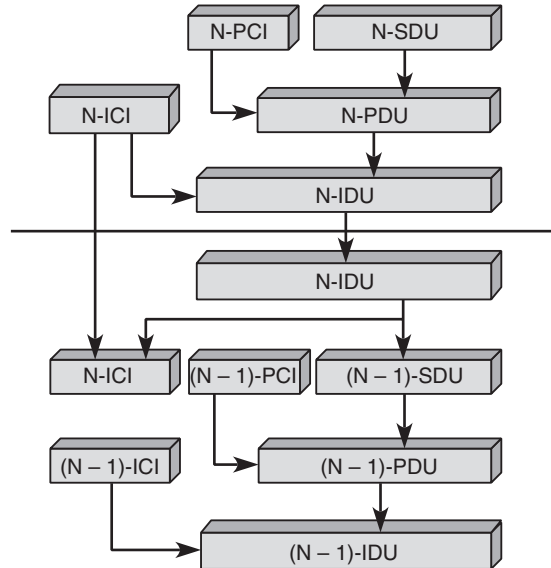 N-PCI
N-SDU
N-ICI
N-PDU
N-IDU
N-IDU
N-ICI
(N – 1)-PCI
(N – 1)-SDU
(N – 1)-ICI
(N – 1)-PDU
(N – 1)-IDU